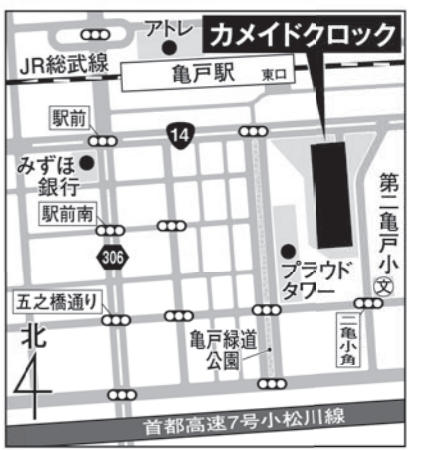 アトレ
カメイドクロック
JR総武線
亀戸駅 東口
駅前
14
みずほ
銀行
駅前南
第二亀戸小
306
プラウド
タワー
文
五之橋通り
亀戸緑道
公園
二亀小角
北
4
首都高速7号小松川線